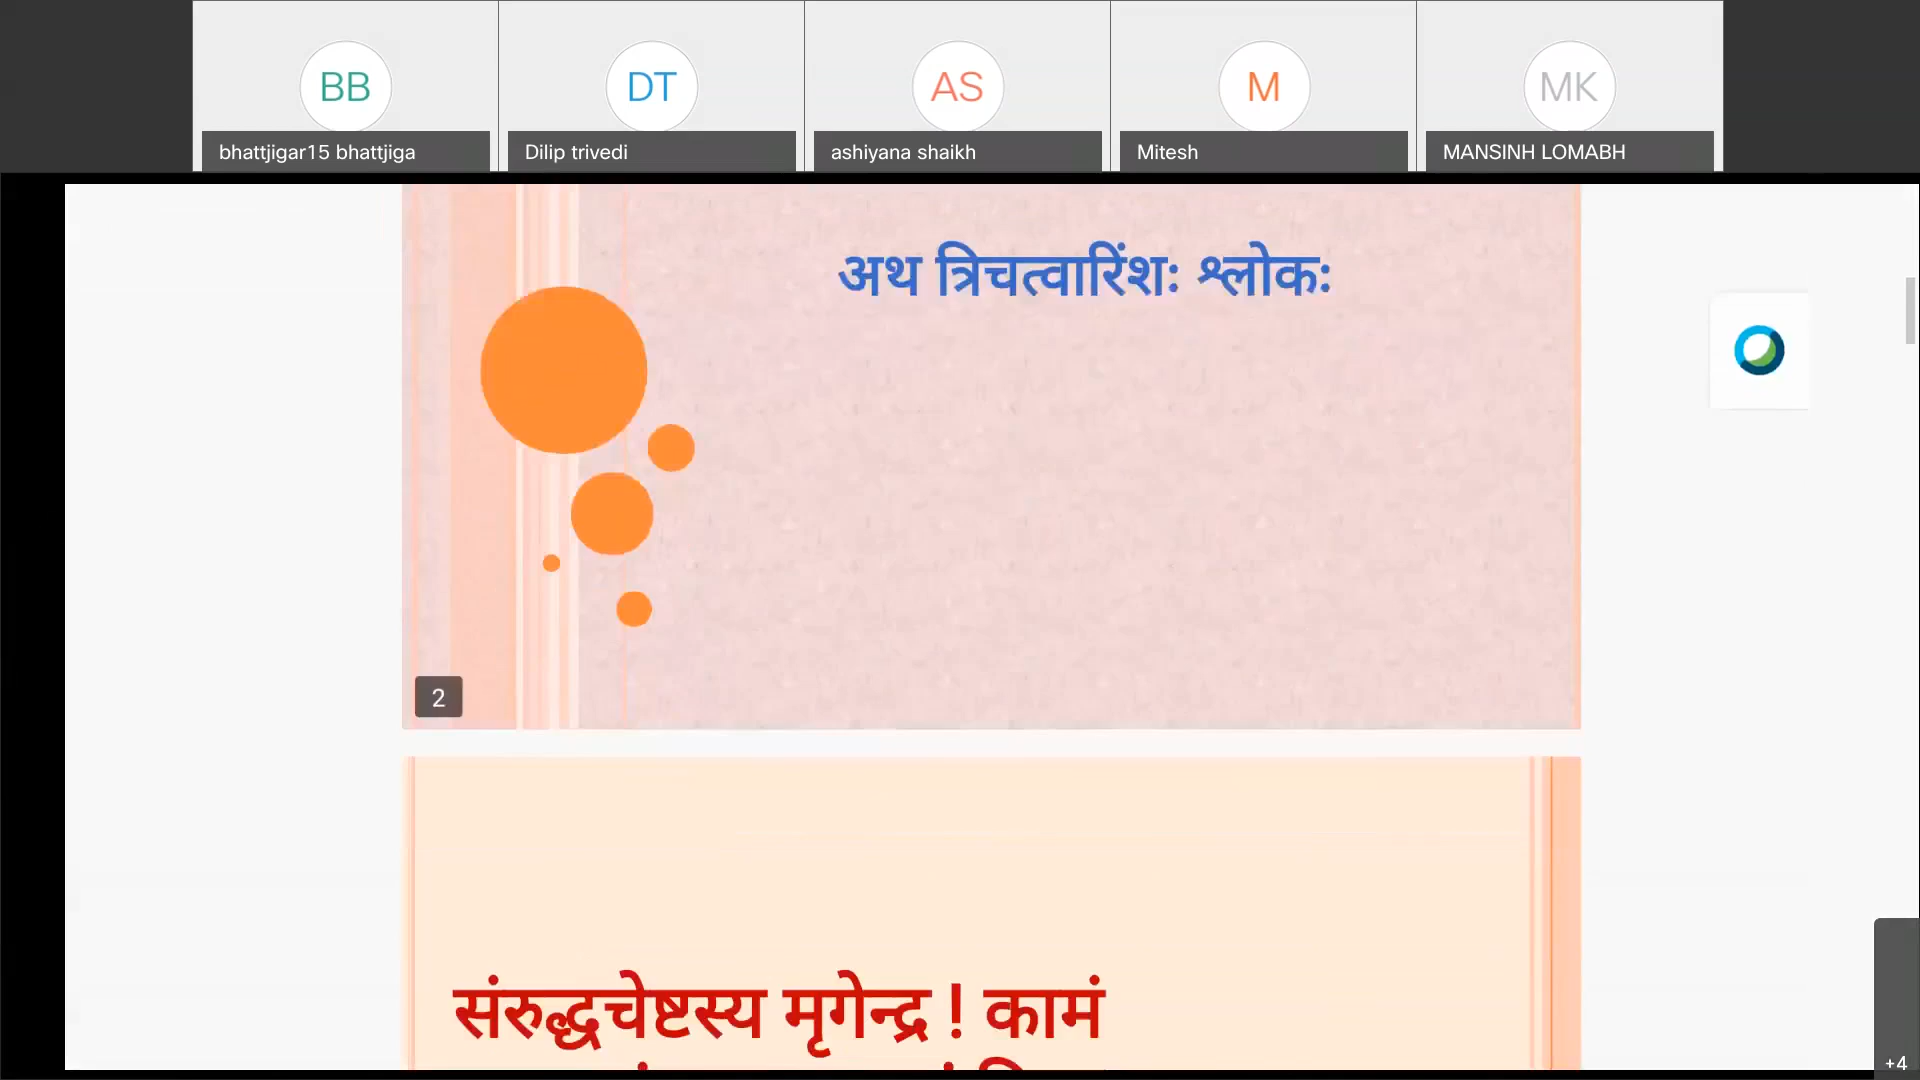 BB
DT
AS
M
MK
bhattjigar15 bhattjiga
Dilip trivedi
ashiyana shaikh
Mitesh
MANSINH LOMABH
अथ त्रिचत्वारिंशः श्लोकः
2
संरुद्धचेष्टस्य मृगेन्द्र ! कामं
+4